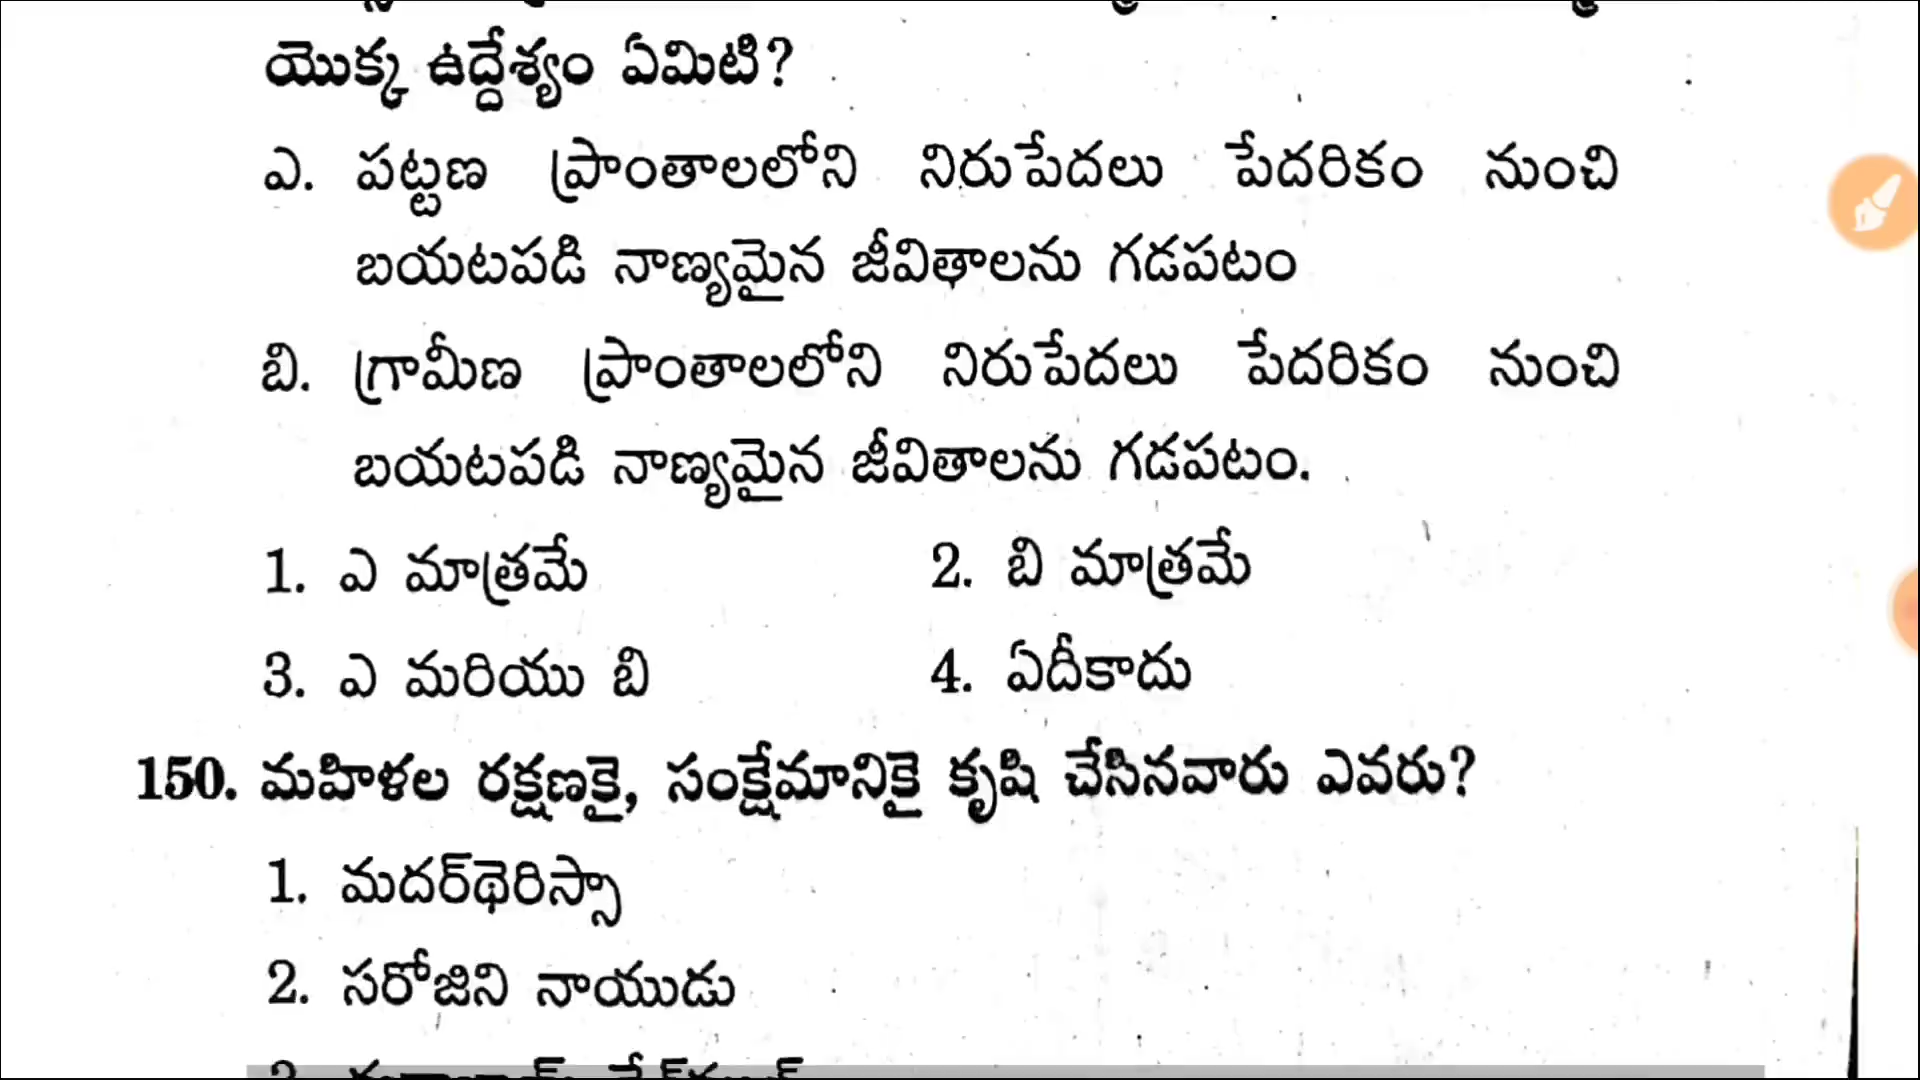 యొక్క ఉద్దేశ్యం ఏమిటి?
ఎ. పట్టణ ప్రాంతాలలోని నిరుపేదలు పేదరికం నుంచి
బయటపడి నాణ్యమైన జీవితాలను గడపటం
బి. గ్రామీణ ప్రాంతాలలోని నిరుపేదలు పేదరికం నుంచి
బయటపడి నాణ్యమైన జీవితాలను గడపటం.
1. ఎ మాత్రమే 2. బి మాత్రమే
3. ఎ మరియు బి 4. ఏదీకాదు
150. మహిళల రక్షణకై, సంక్షేమానికై కృషి చేసినవారు ఎవరు?
1. మదర్‌థెరిస్సా
2. సరోజిని నాయుడు